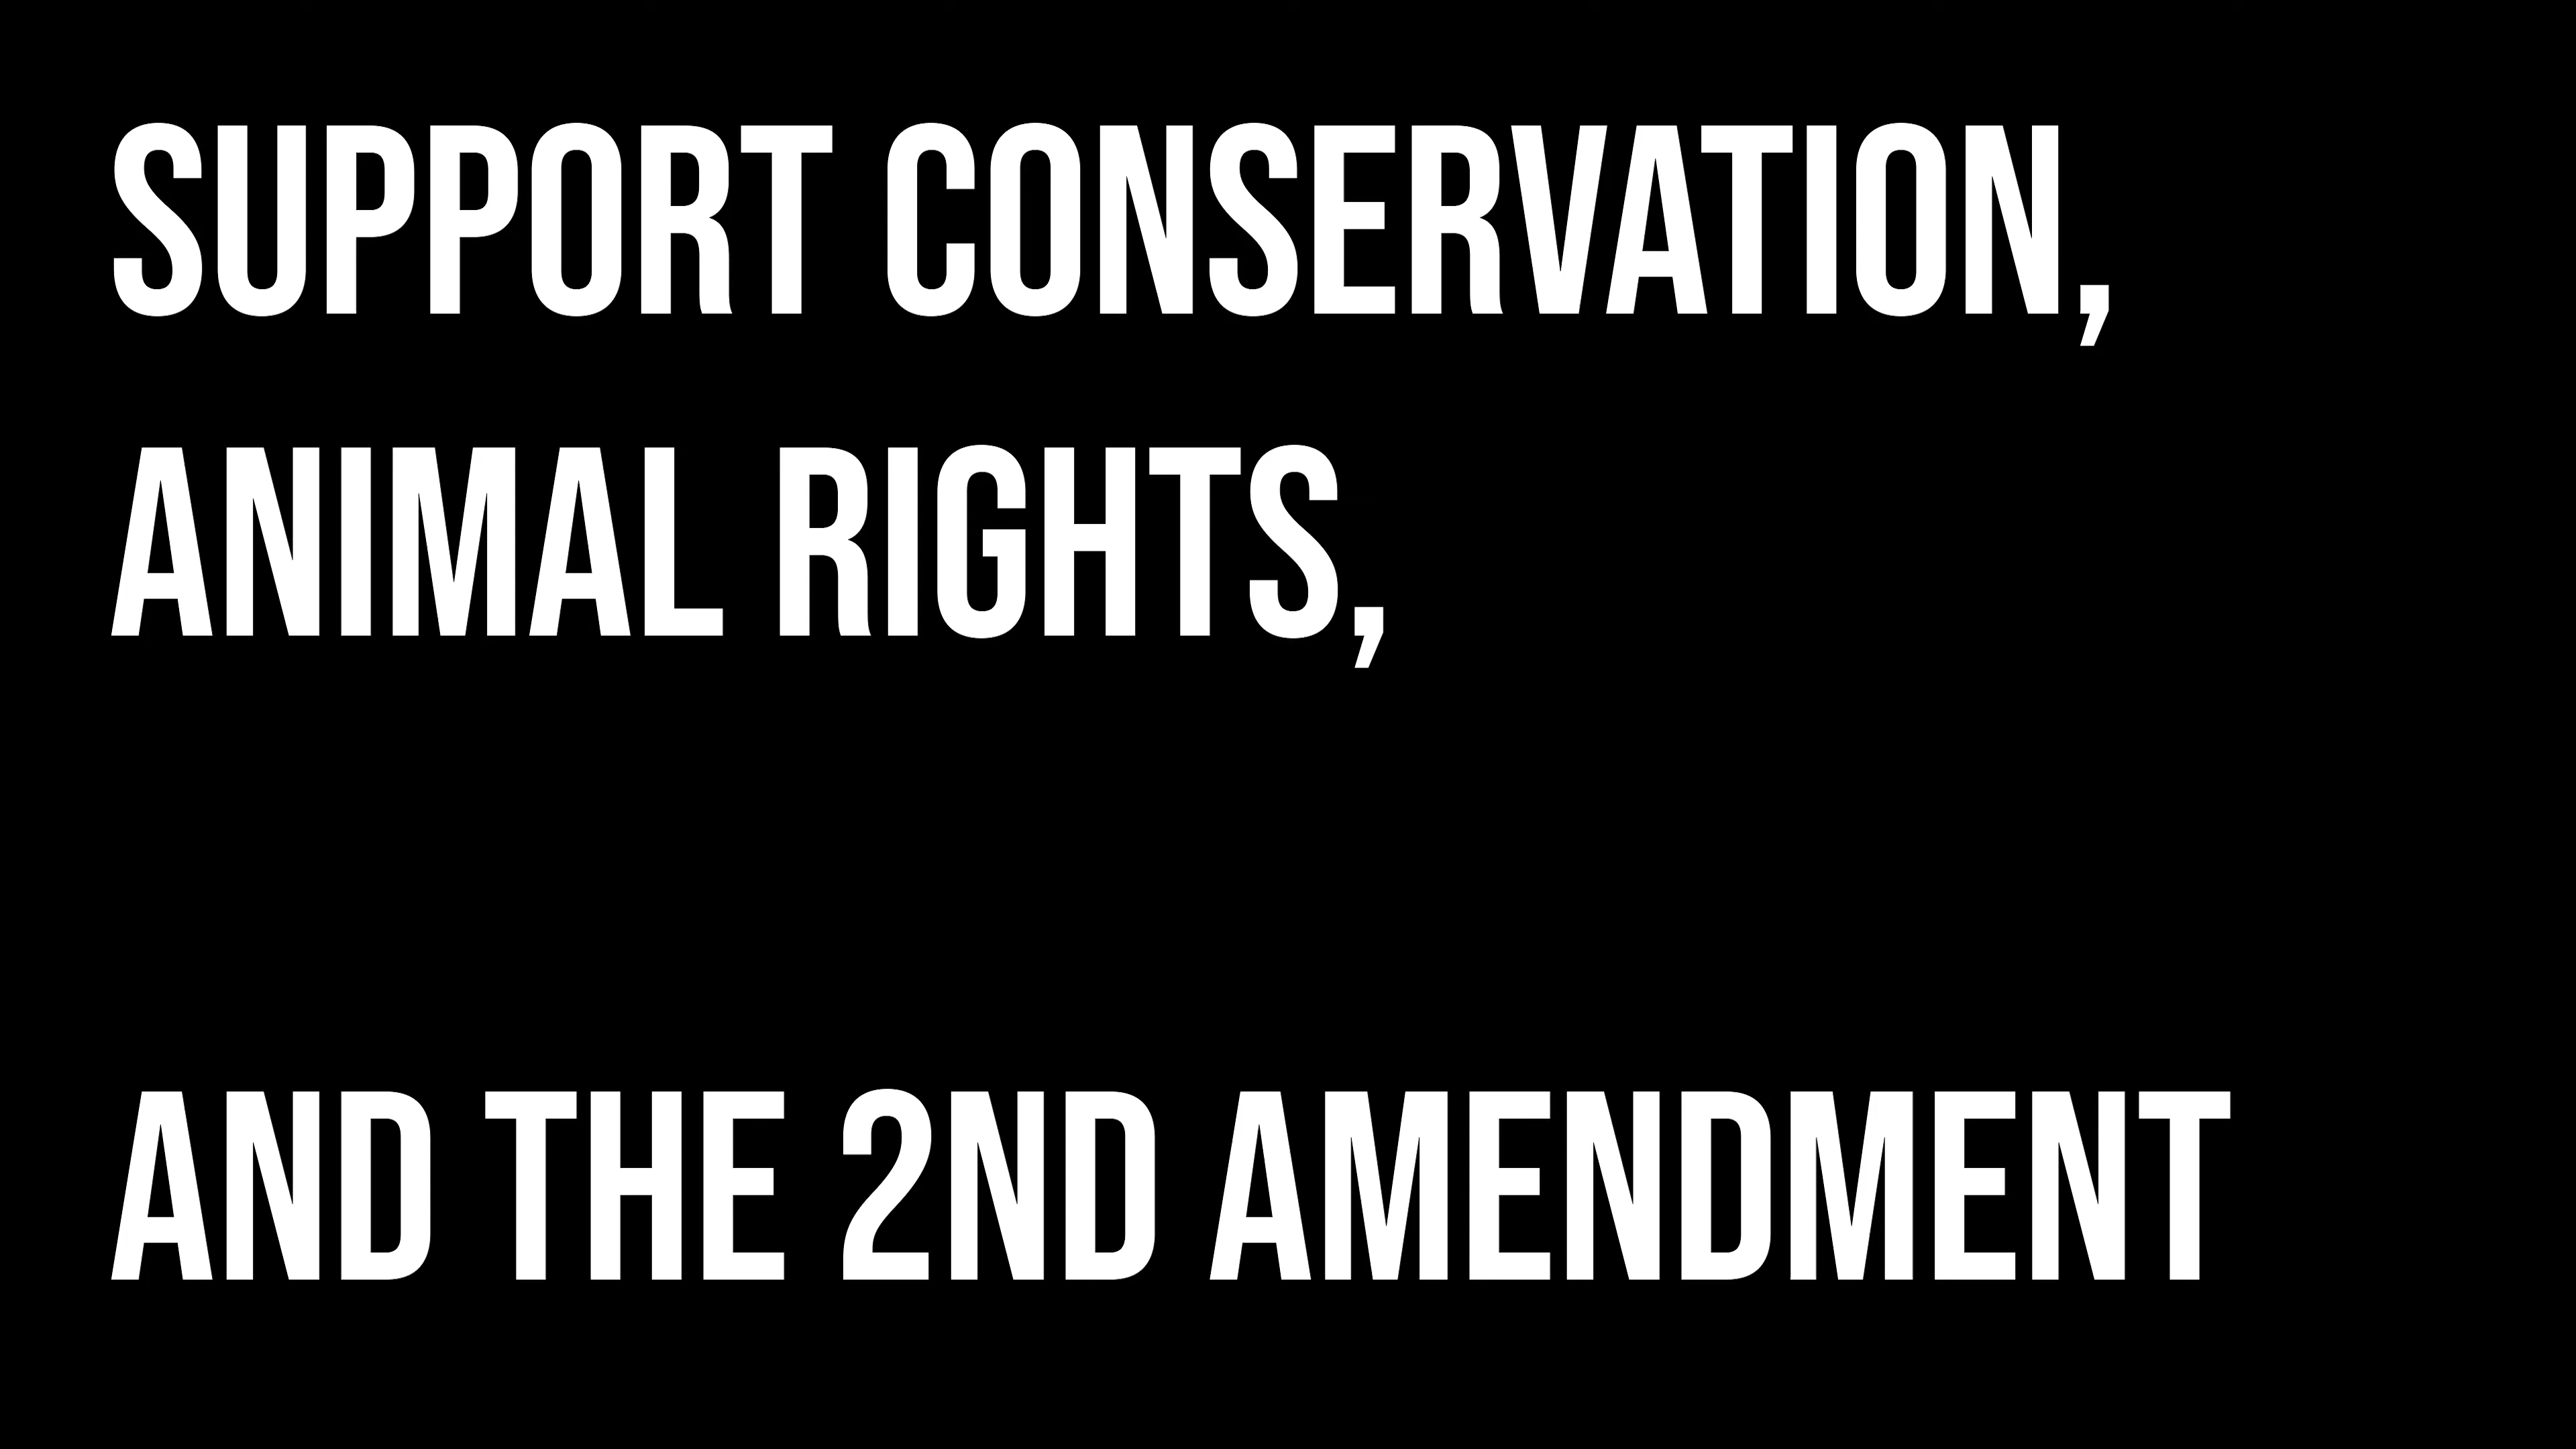 SUPPORT CONSERVATION,
ANIMAL RIGHTS,
AND THE 2ND AMENDMENT